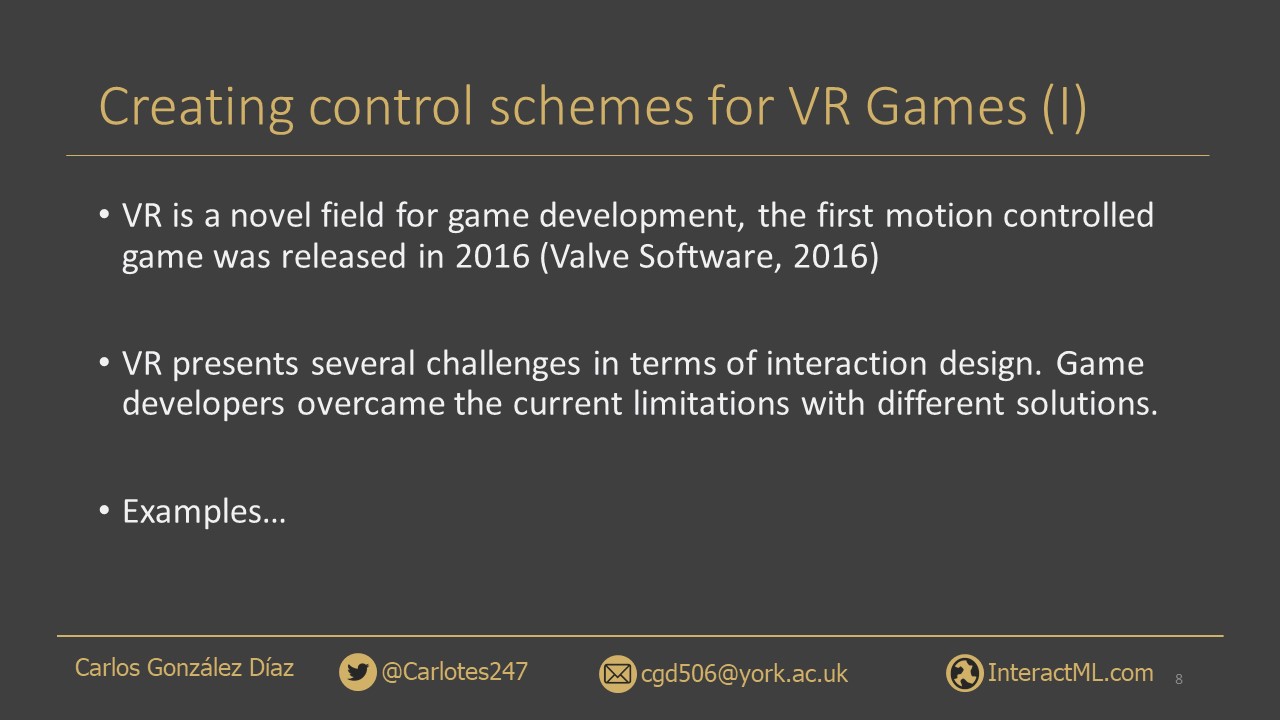 Creating control schemes for VR Games (I)
• VR is a novel field for game development, the first motion controlled
game was released in 2016 (Valve Software, 2016)
• VR presents several challenges in terms of interaction design. Game
developers overcame the current limitations with different solutions.
• Examples...
Carlos González Díaz
@Carlotes247
cgd506@york.ac.uk
InteractML.com
8